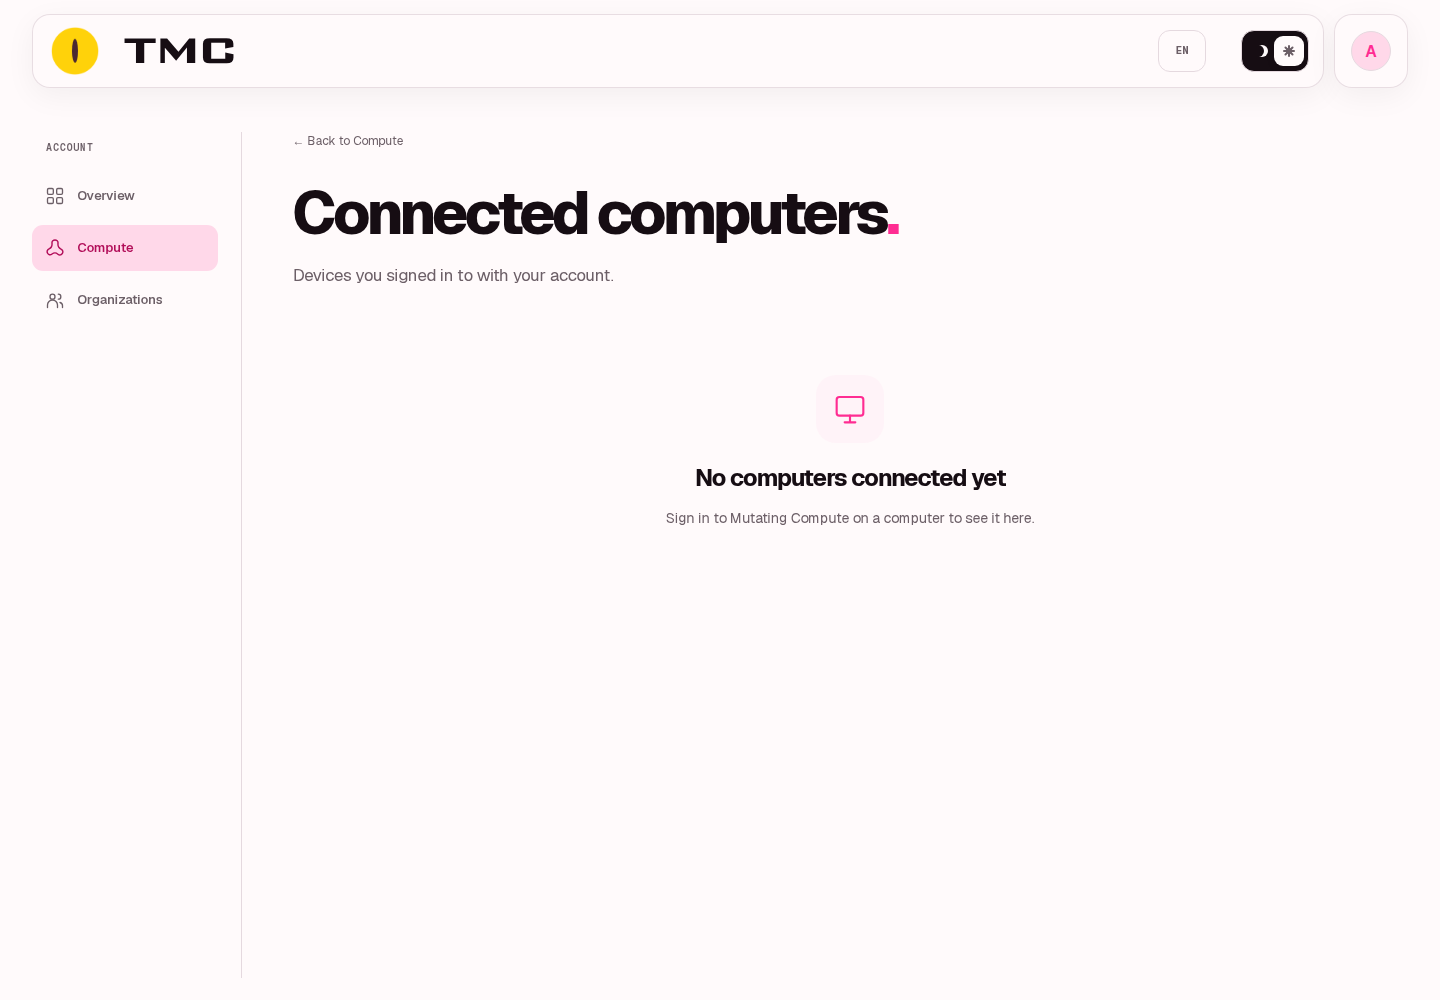 TMC
EN
A
ACCOUNT
Overview
Compute
Organizations
← Back to Compute
Connected computers.
Devices you signed in to with your account.
No computers connected yet
Sign in to Mutating Compute on a computer to see it here.